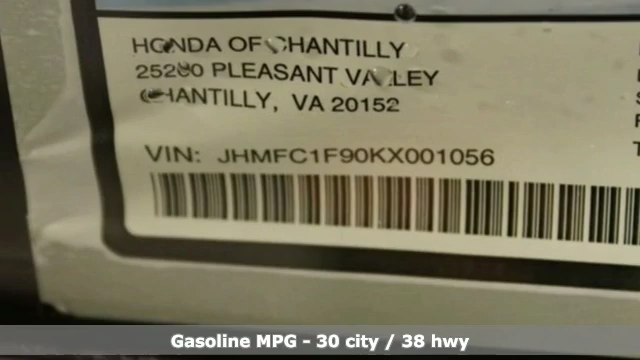 HONDA OF CHANTILLY
25280 PLEASANT VALLEY
CHANTILLY, VA 20152
VIN: JHMFC1F90KX001056
Gasoline MPG - 30 city / 38 hwy